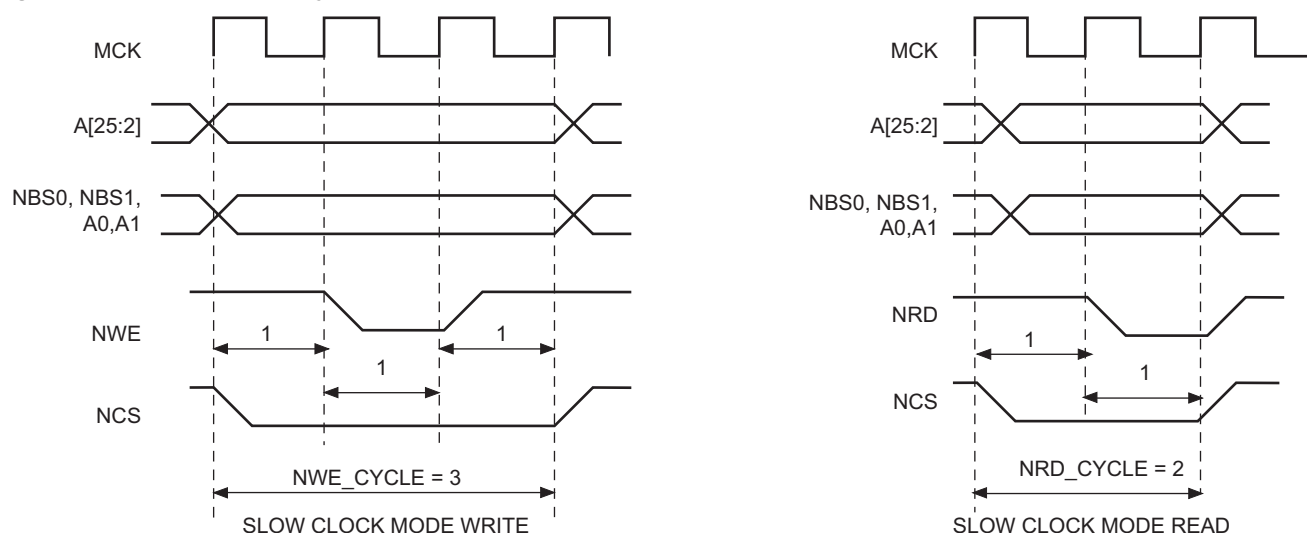 MCK
A[25:2]
NBS0, NBS1,
A0,A1
NWE
1
1
1
NCS
NWE_CYCLE = 3
SLOW CLOCK MODE WRITE
MCK
A[25:2]
NBS0, NBS1,
A0,A1
NRD
1
1
NCS
NRD_CYCLE = 2
SLOW CLOCK MODE READ